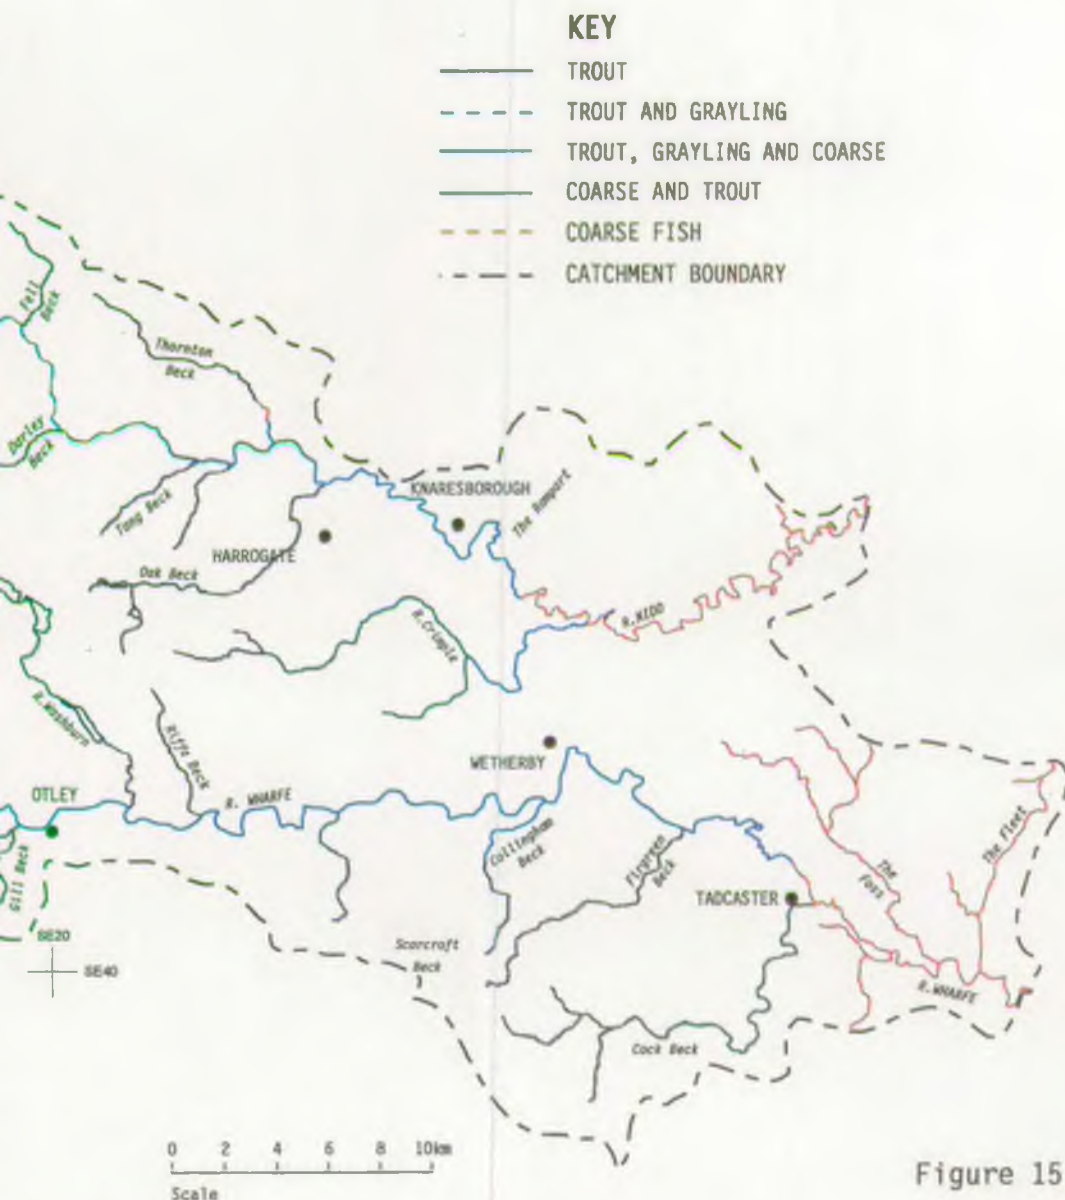 KEY
TROUT
TROUT AND GRAYLING
TROUT, GRAYLING AND COARSE
COARSE AND TROUT
COARSE FISH
CATCHMENT BOUNDARY
Fell
Beck
Thornton
Beck
Darley
Beck
KNARESBOROUGH
The Rampart
Tang Beck
HARROGATE
Oak Beck
R.NIDD
R.Crimple
R.Washburn
Riffa Beck
WETHERBY
OTLEY
R. WHARFE
Collingham
Beck
Firgreen
Beck
The Fleet
The
Foss
Gill Beck
TADCASTER
SE20
SE40
Scarcroft
Beck
R.WHARFE
Cock Beck
0 2 4 6 8 10km
Scale
Figure 15